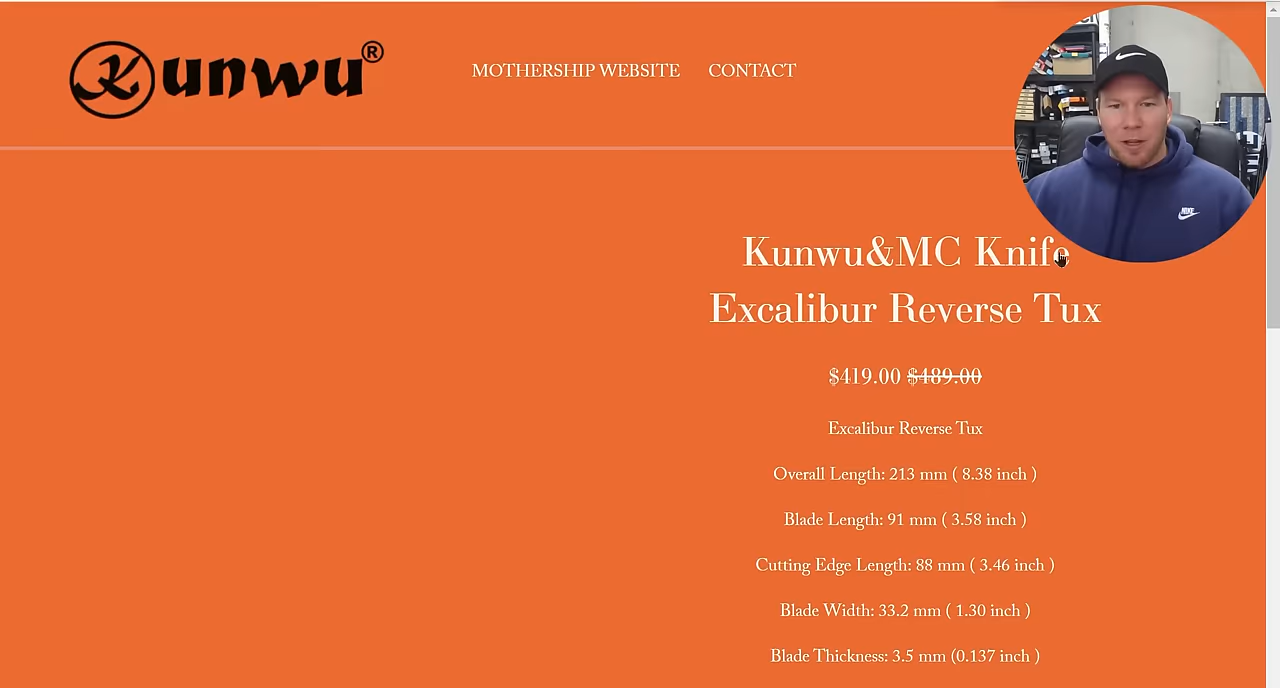 Kunwu®
MOTHERSHIP WEBSITE CONTACT
NIKE
Kunwu&MC Knife
Excalibur Reverse Tux
$419.00 $489.00
Excalibur Reverse Tux
Overall Length: 213 mm ( 8.38 inch )
Blade Length: 91 mm ( 3.58 inch )
Cutting Edge Length: 88 mm ( 3.46 inch )
Blade Width: 33.2 mm ( 1.30 inch )
Blade Thickness: 3.5 mm (0.137 inch )